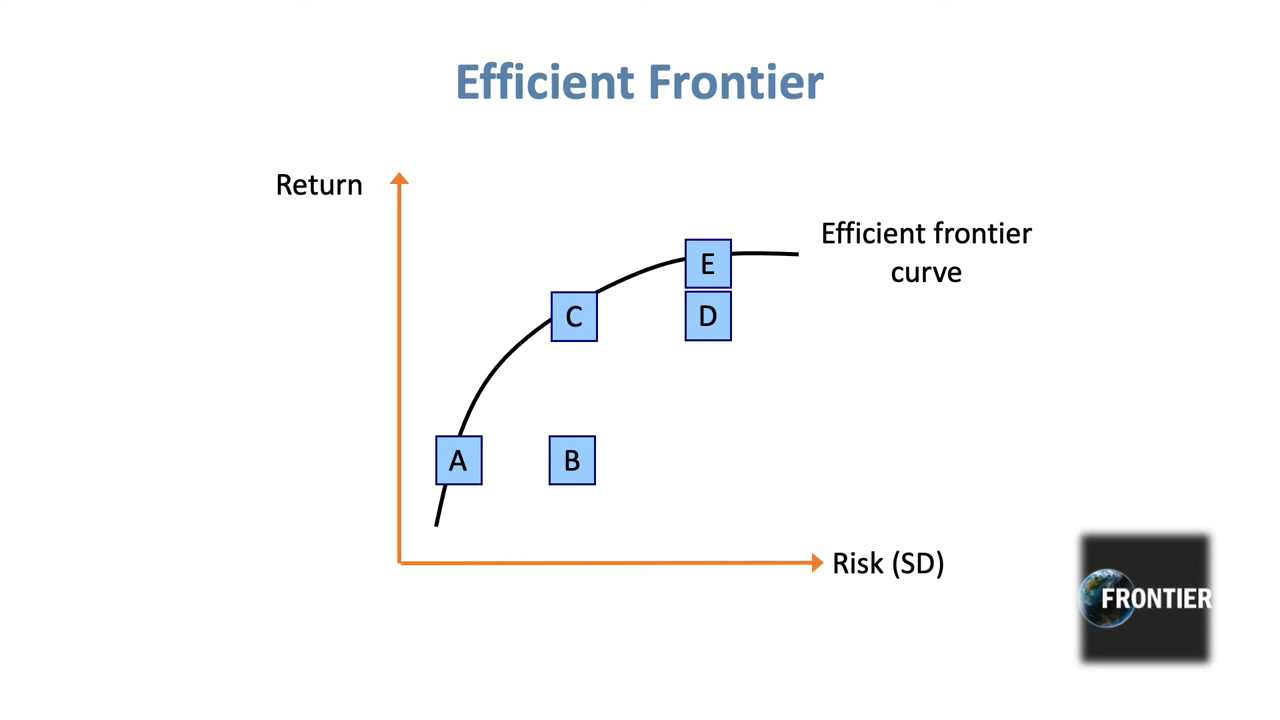 Efficient Frontier
Return
Efficient frontier
curve
E
C
D
A
B
Risk (SD)
FRONTIER